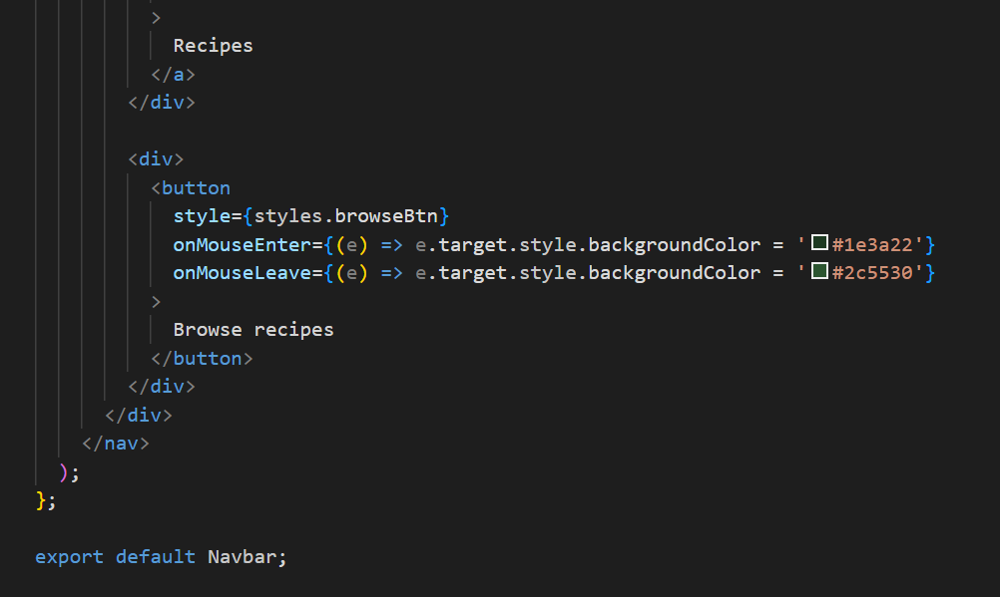 >
Recipes
</a>
</div>
<div>
<button
style={styles.browseBtn}
onMouseEnter={(e) => e.target.style.backgroundColor = '#1e3a22'}
onMouseLeave={(e) => e.target.style.backgroundColor = '#2c5530'}
>
Browse recipes
</button>
</div>
</div>
</nav>
);
};
export default Navbar;